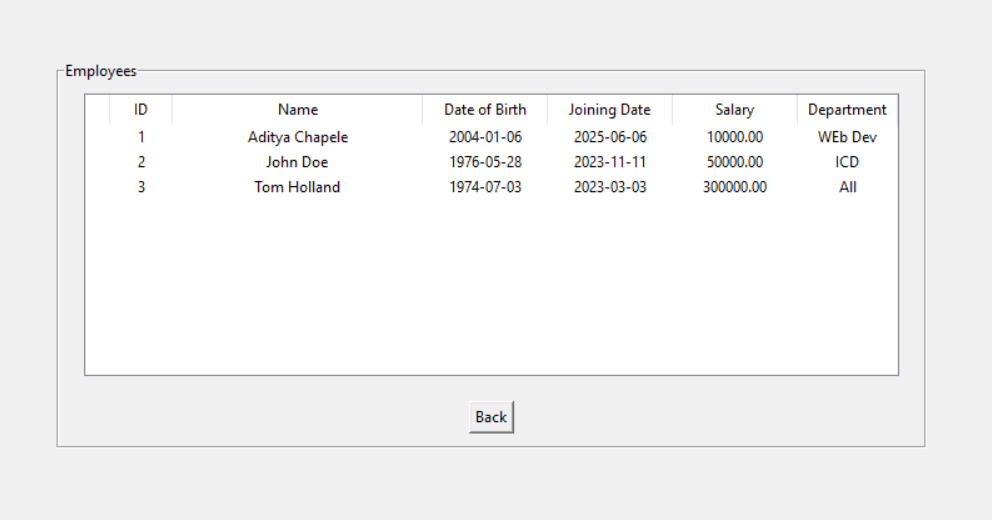 Employees
ID Name Date of Birth Joining Date Salary Department
1 Aditya Chapele 2004-01-06 2025-06-06 10000.00 WEb Dev
2 John Doe 1976-05-28 2023-11-11 50000.00 ICD
3 Tom Holland 1974-07-03 2023-03-03 300000.00 All
Back